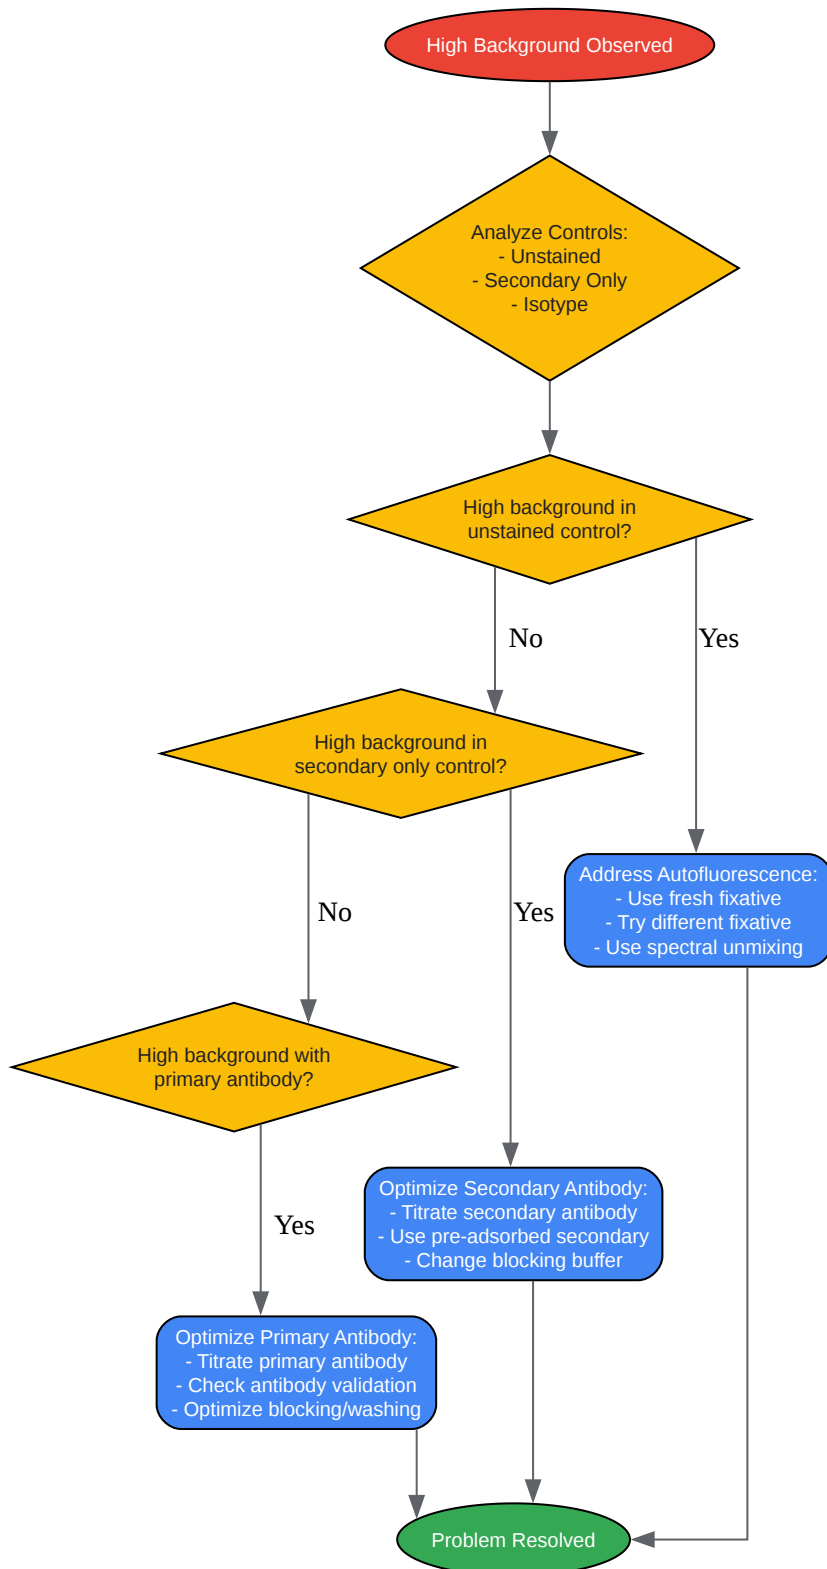 High Background Observed
Analyze Controls:
- Unstained
- Secondary Only
- Isotype
High background in
unstained control?
No
Yes
High background in
secondary only control?
Address Autofluorescence:
- Use fresh fixative
- Try different fixative
- Use spectral unmixing
No
Yes
High background with
primary antibody?
Optimize Secondary Antibody:
- Titrate secondary antibody
- Use pre-adsorbed secondary
- Change blocking buffer
Yes
Optimize Primary Antibody:
- Titrate primary antibody
- Check antibody validation
- Optimize blocking/washing
Problem Resolved